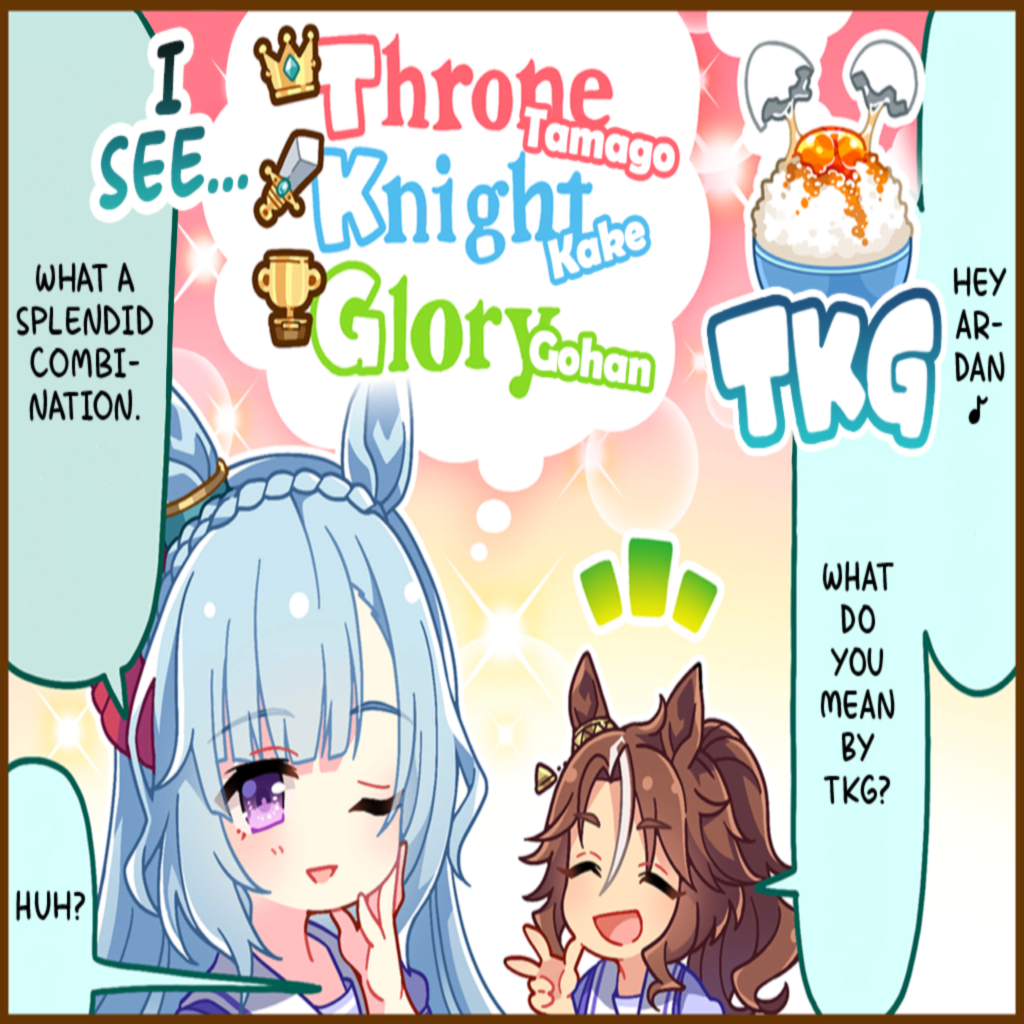 HEY
AR-
DAN
♪
WHAT
DO
YOU
MEAN
BY
TKG?
TKG
Throne
Tamago
Knight
Kake
Glory
Gohan
I
SEE...
WHAT A
SPLENDID
COMBI-
NATION.
HUH?